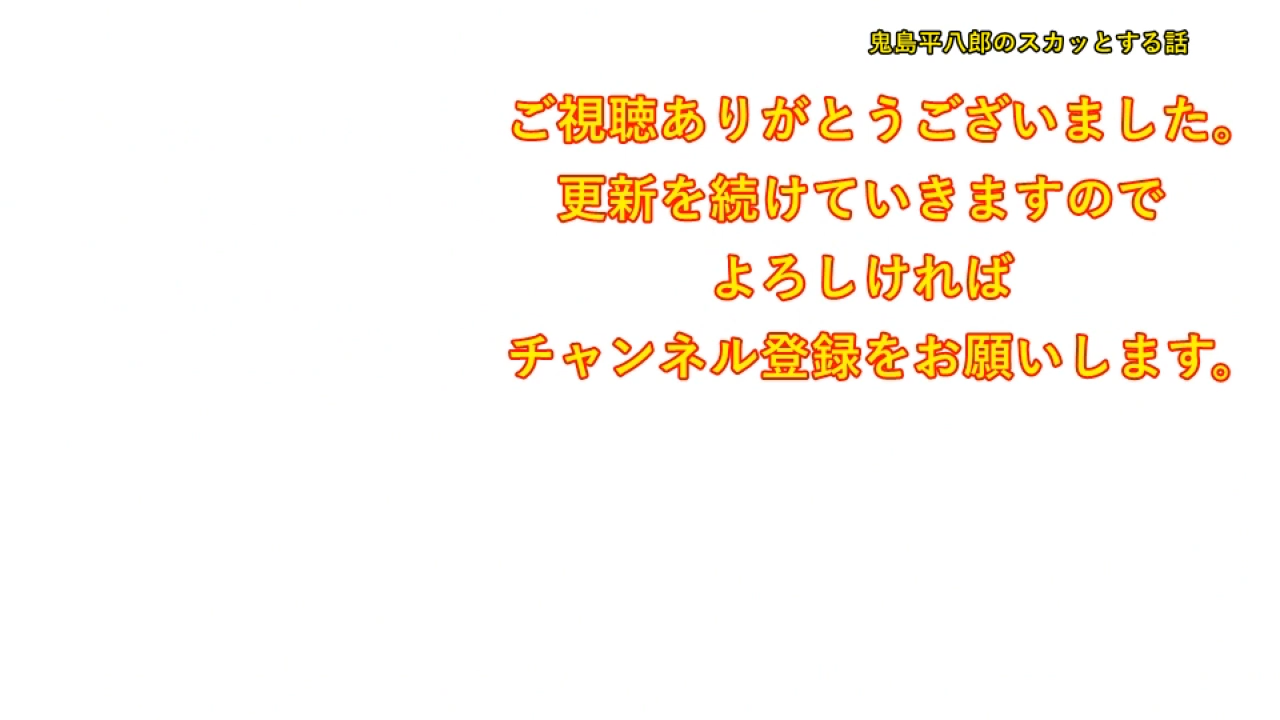 鬼島平八郎のスカッとする話
ご視聴ありがとうございました。
更新を続けていきますので
よろしければ
チャンネル登録をお願いします。